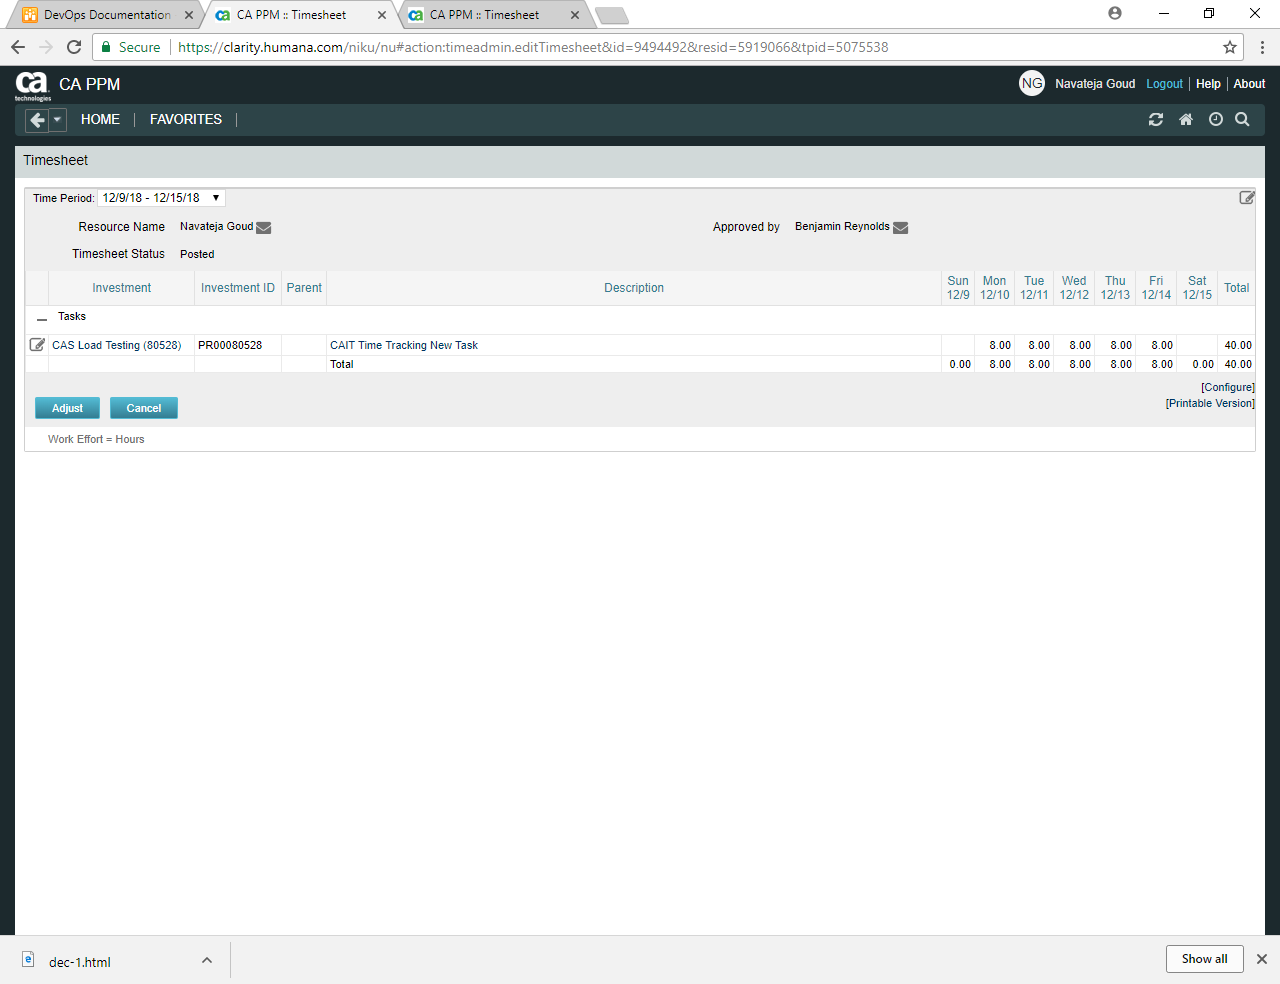 DevOps Documentation
CA PPM :: Timesheet
CA PPM :: Timesheet
Secure
https://clarity.humana.com/niku/nu#action:timeadmin.editTimesheet&id=9494492&resid=5919066&tpid=5075538
ca
technologies
CA PPM
NG Navateja Goud Logout Help About
HOME FAVORITES
Timesheet
Time Period: 12/9/18 - 12/15/18
Resource Name Navateja Goud Approved by Benjamin Reynolds
Timesheet Status Posted
Investment Investment ID Parent Description Sun 12/9 Mon 12/10 Tue 12/11 Wed 12/12 Thu 12/13 Fri 12/14 Sat 12/15 Total
Tasks
CAS Load Testing (80528) PR00080528 CAIT Time Tracking New Task 8.00 8.00 8.00 8.00 8.00 40.00
Total 0.00 8.00 8.00 8.00 8.00 8.00 0.00 40.00
[Configure]
[Printable Version]
Adjust Cancel
Work Effort = Hours
dec-1.html
Show all